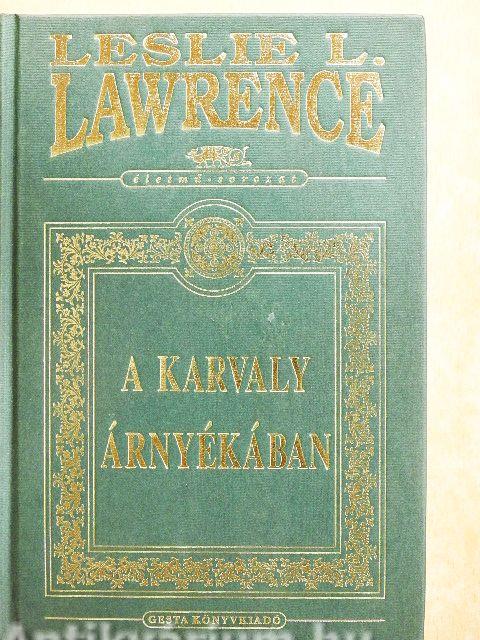 LESLIE L.
LAWRENCE
életmű-sorozat
A KARVALY
ÁRNYÉKÁBAN
GESTA KÖNYVKIADÓ